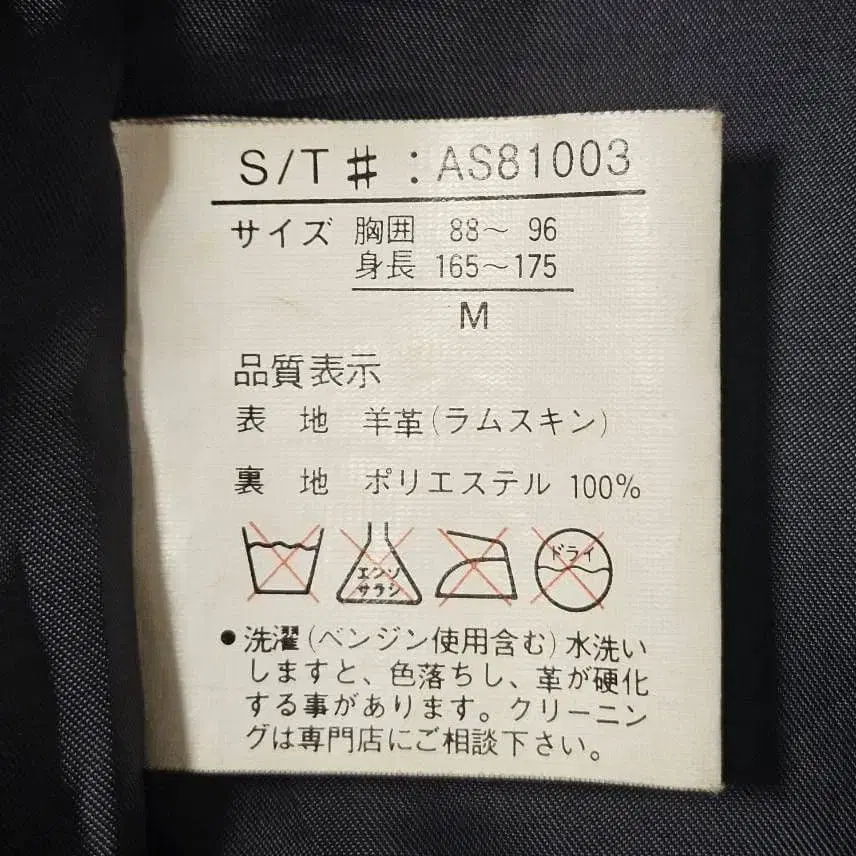 S/T♯:AS81003
サイズ 胸囲 88〜 96
身長 165〜175
M
品質表示
表 地 羊革(ラムスキン)
裏 地 ポリエステル 100%
エンソ
サラシ
ドライ
●洗濯(ベンジン使用含む)水洗い
しますと、色落ちし、革が硬化
する事があります。クリーニン
グは専門店にご相談下さい。